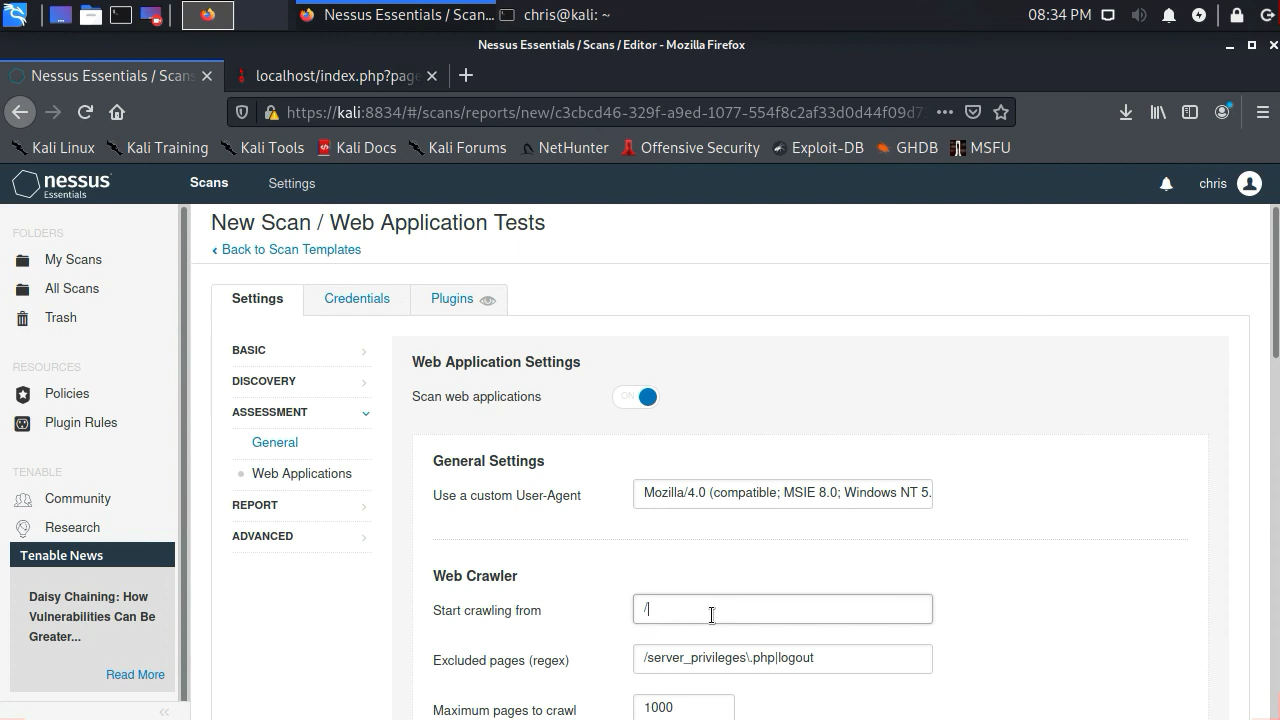 Nessus Essentials / Scan...
chris@kali: ~
08:34 PM
Nessus Essentials / Scans / Editor - Mozilla Firefox
Nessus Essentials / Scans
localhost/index.php?page
https://kali:8834/#/scans/reports/new/c3cbcd46-329f-a9ed-1077-554f8c2af33d0d44f09d7
Kali Linux
Kali Training
Kali Tools
Kali Docs
Kali Forums
NetHunter
Offensive Security
Exploit-DB
GHDB
MSFU
nessus
Essentials
Scans
Settings
chris
FOLDERS
My Scans
All Scans
Trash
RESOURCES
Policies
Plugin Rules
TENABLE
Community
Research
Tenable News
Daisy Chaining: How
Vulnerabilities Can Be
Greater...
Read More
New Scan / Web Application Tests
Back to Scan Templates
Settings
Credentials
Plugins
BASIC
DISCOVERY
ASSESSMENT
General
Web Applications
REPORT
ADVANCED
Web Application Settings
Scan web applications
ON
General Settings
Use a custom User-Agent
Mozilla/4.0 (compatible; MSIE 8.0; Windows NT 5.
Web Crawler
Start crawling from
/
Excluded pages (regex)
/server_privileges\.php|logout
Maximum pages to crawl
1000